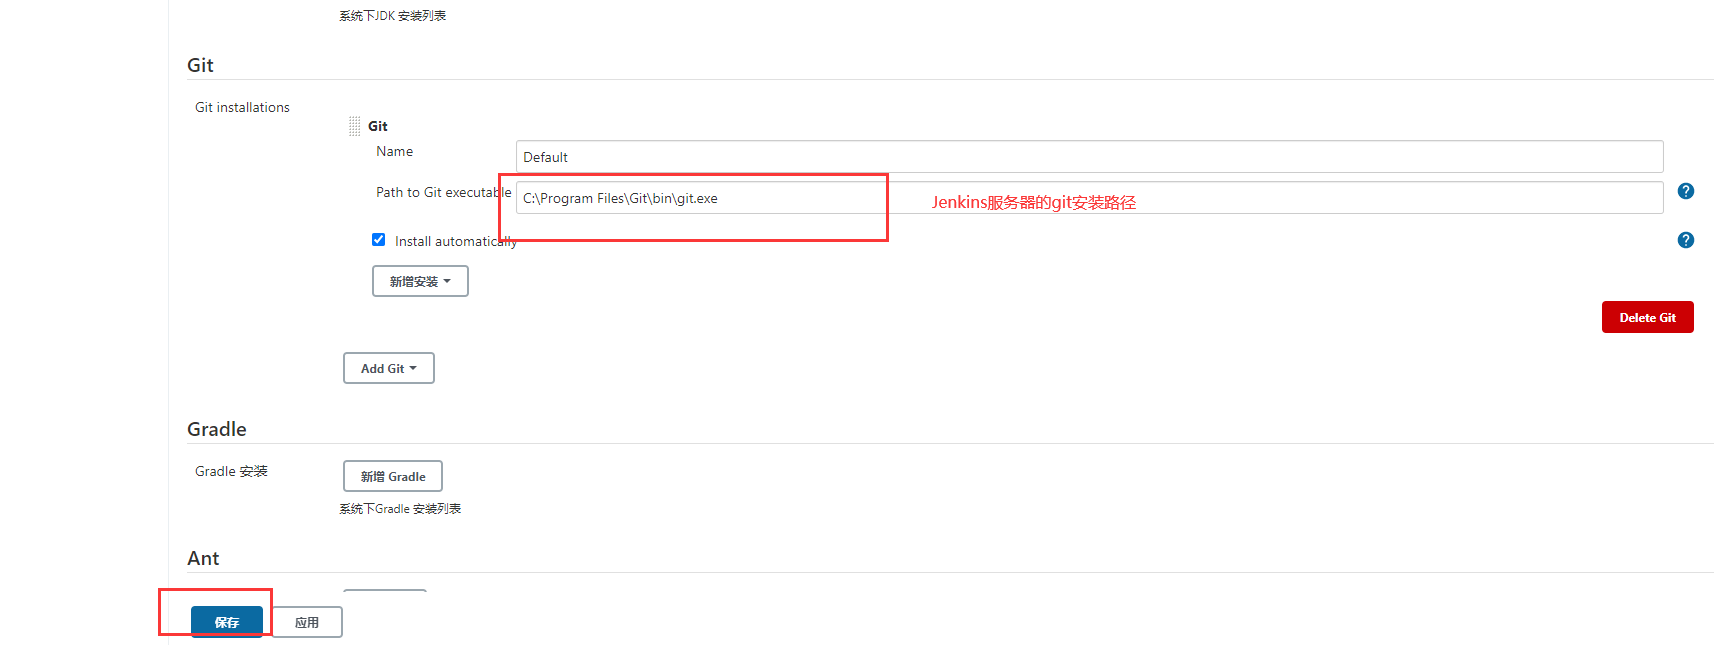 系统下JDK 安装列表
Git
Git installations
Git
Name
Default
Path to Git executable
C:\Program Files\Git\bin\git.exe
Jenkins服务器的git安装路径
?
Install automatically
?
新增安装
Delete Git
Add Git
Gradle
Gradle 安装
新增 Gradle
系统下Gradle 安装列表
Ant
保存
应用